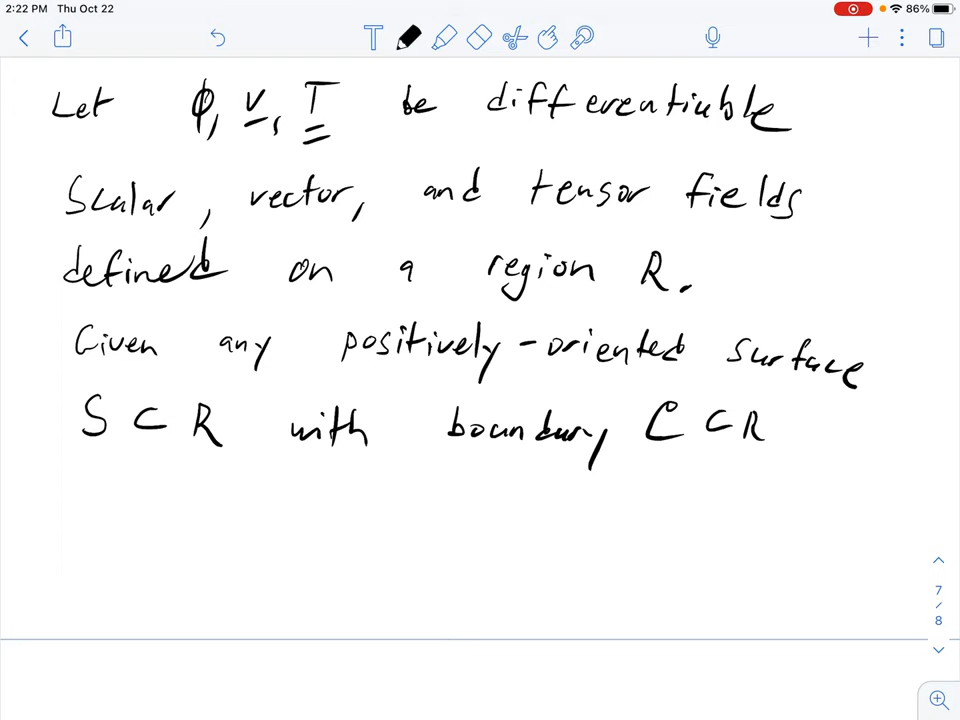 2:22 PM Thu Oct 22
86%
T
Let ϕ, v, T be differentiable
Scalar, vector, and tensor fields
defined on a region R.
Given any positively-oriented surface
S ⊂ R with boundary C ⊂ R
7
/
8